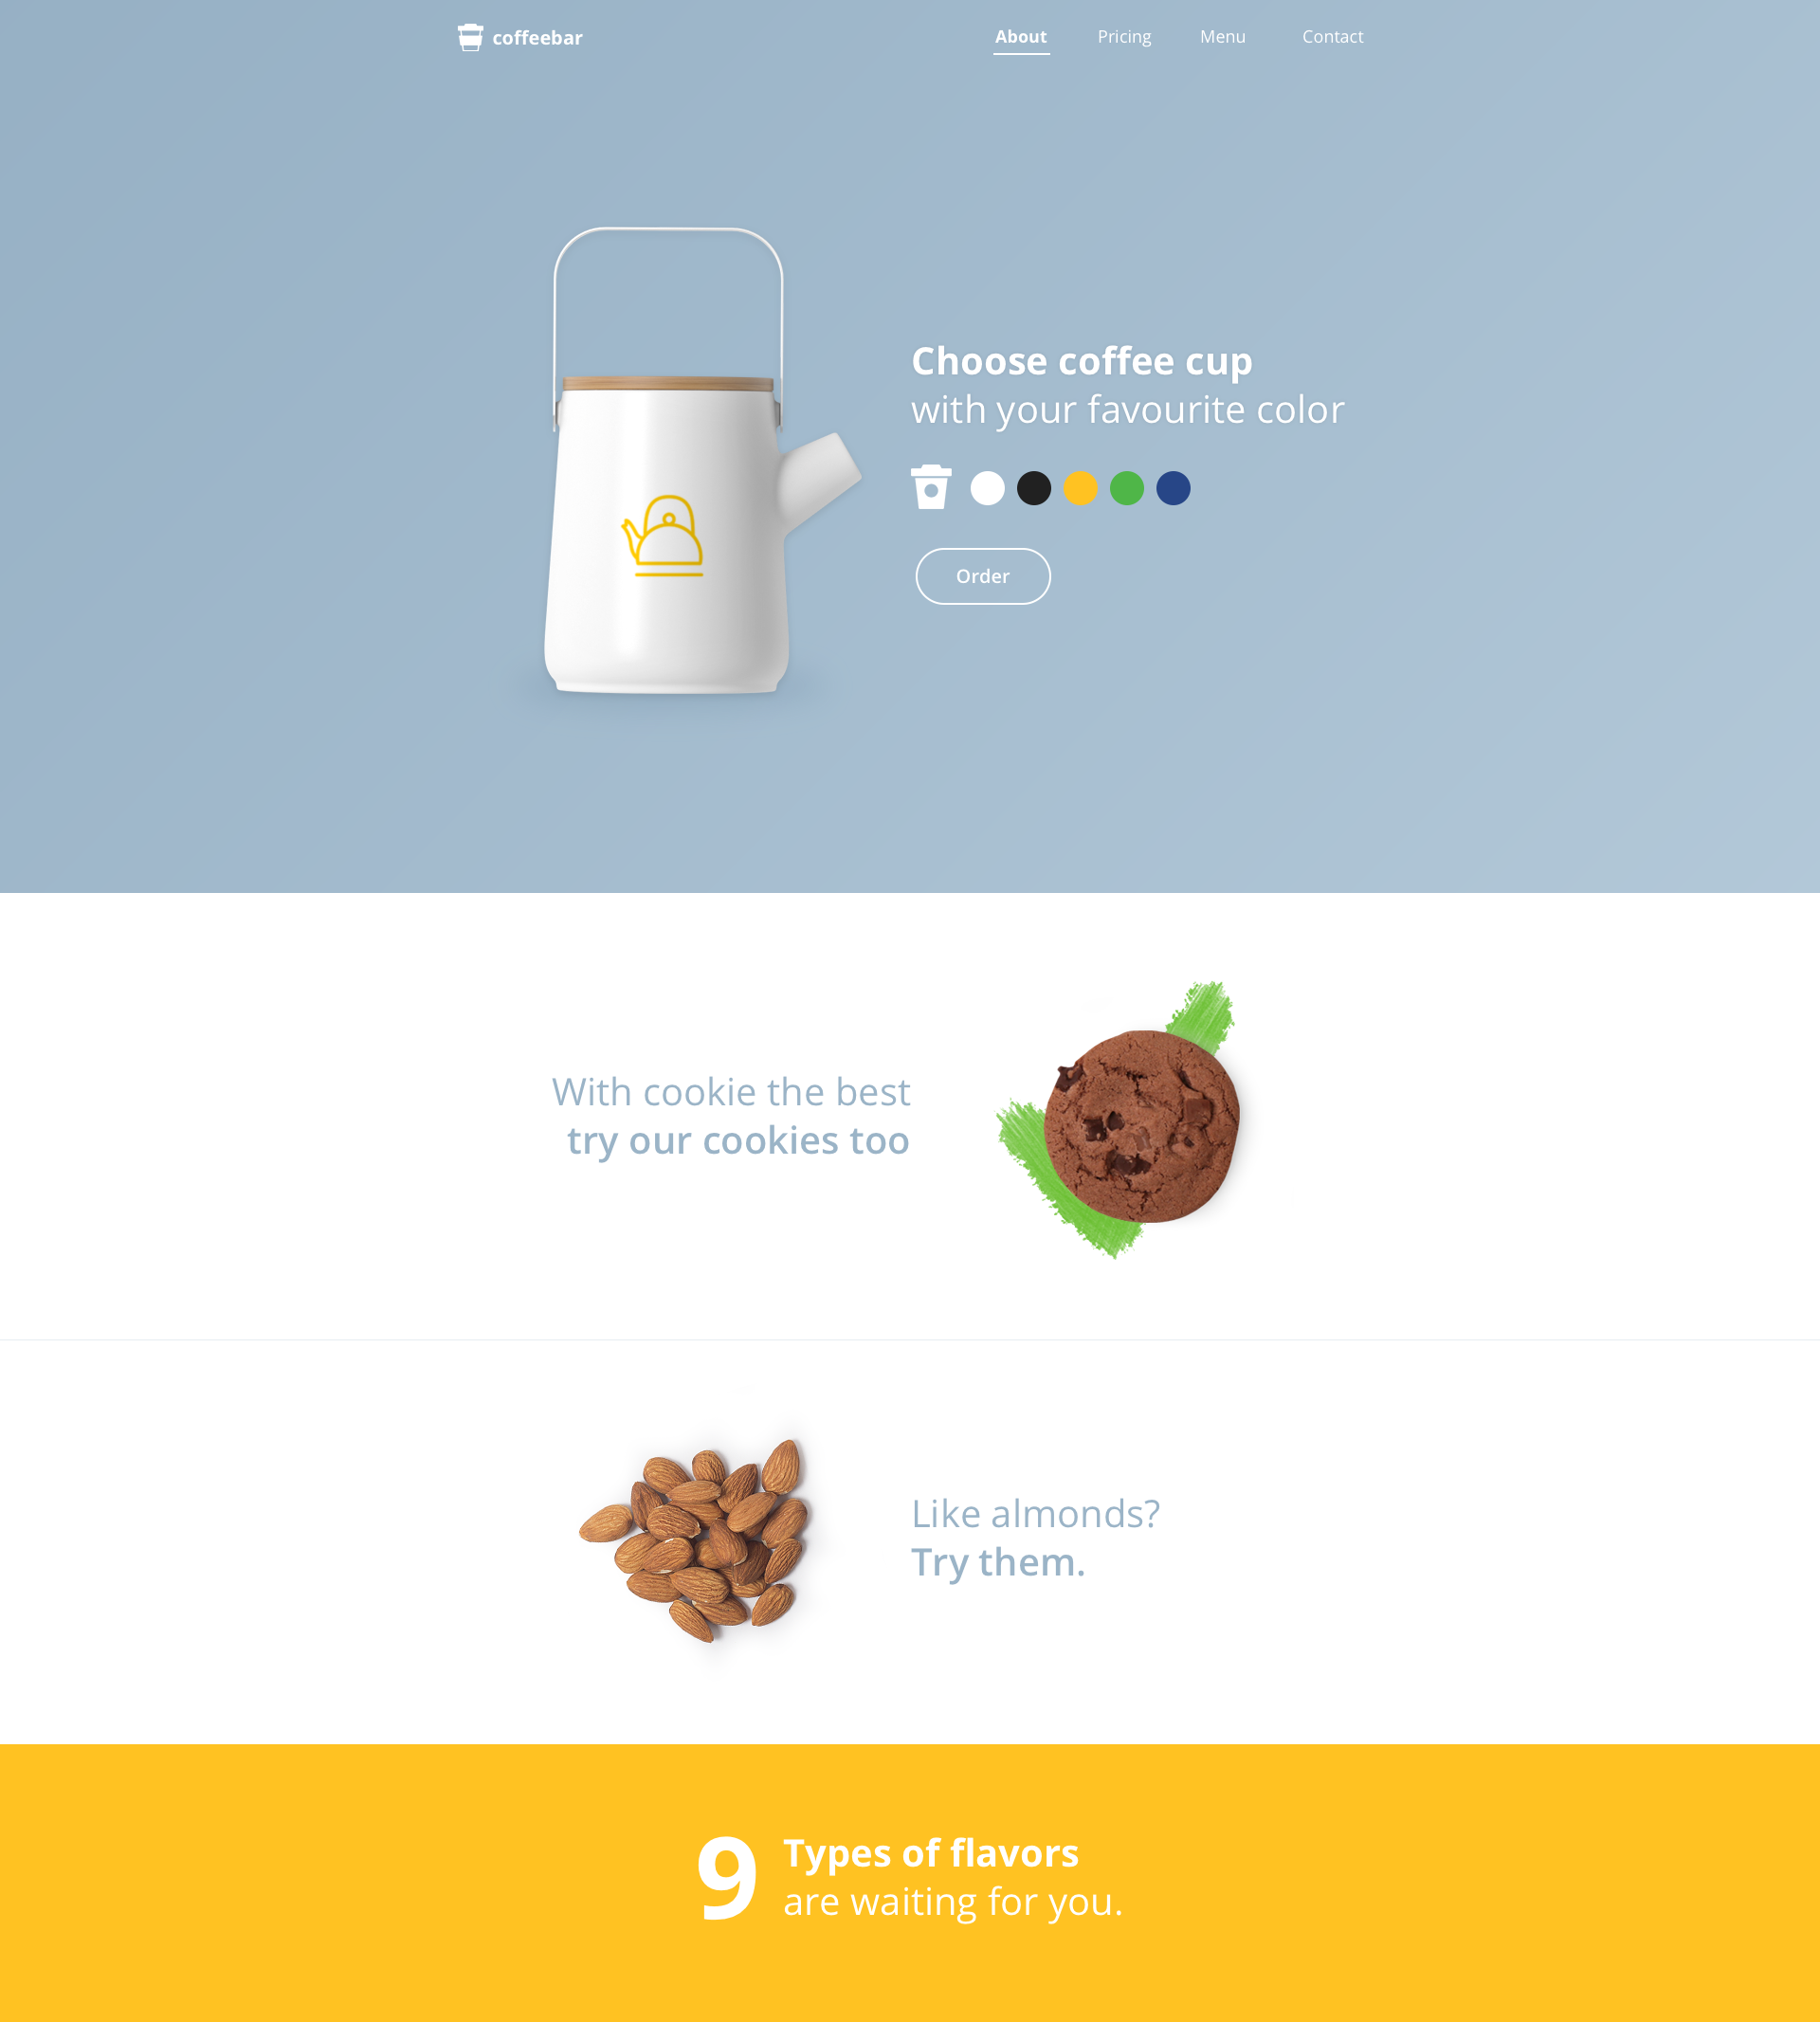 coffeebar
About
Pricing
Menu
Contact
Choose coffee cup
with your favourite color
Order
With cookie the best
try our cookies too
Like almonds?
Try them.
9
Types of flavors
are waiting for you.